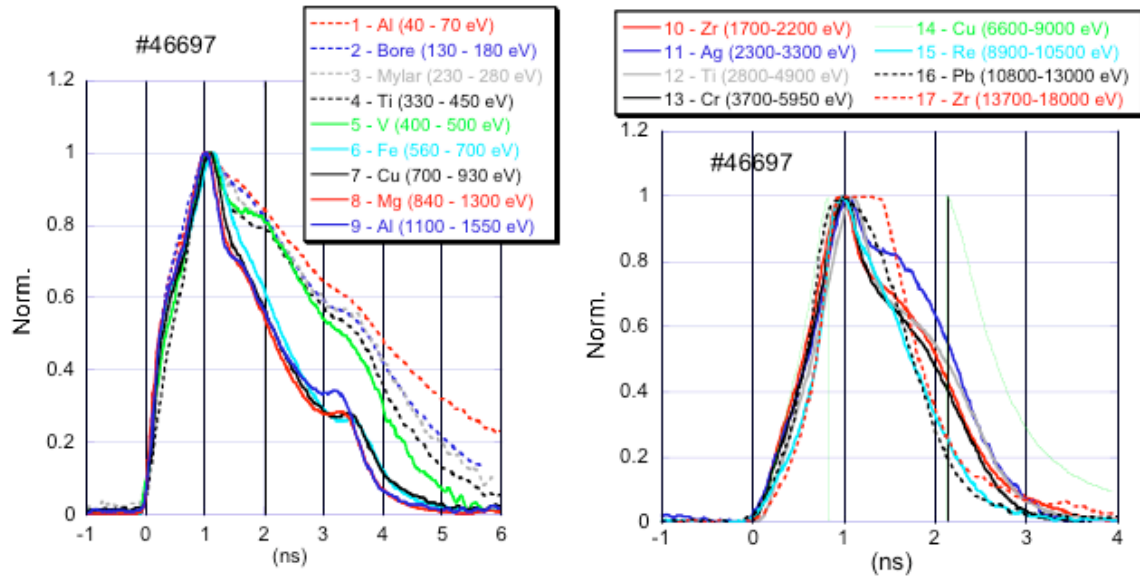 #46697
1 - Al (40 - 70 eV)
2 - Bore (130 - 180 eV)
3 - Mylar (230 - 280 eV)
4 - Ti (330 - 450 eV)
5 - V (400 - 500 eV)
6 - Fe (560 - 700 eV)
7 - Cu (700 - 930 eV)
8 - Mg (840 - 1300 eV)
9 - Al (1100 - 1550 eV)
1.2
1
0.8
0.6
0.4
0.2
0
Norm.
-1 0 1 2 3 4 5 6
(ns)
10 - Zr (1700-2200 eV)
11 - Ag (2300-3300 eV)
12 - Ti (2800-4900 eV)
13 - Cr (3700-5950 eV)
14 - Cu (6600-9000 eV)
15 - Re (8900-10500 eV)
16 - Pb (10800-13000 eV)
17 - Zr (13700-18000 eV)
#46697
1.2
1
0.8
0.6
0.4
0.2
0
Norm.
-1 0 1 2 3 4
(ns)